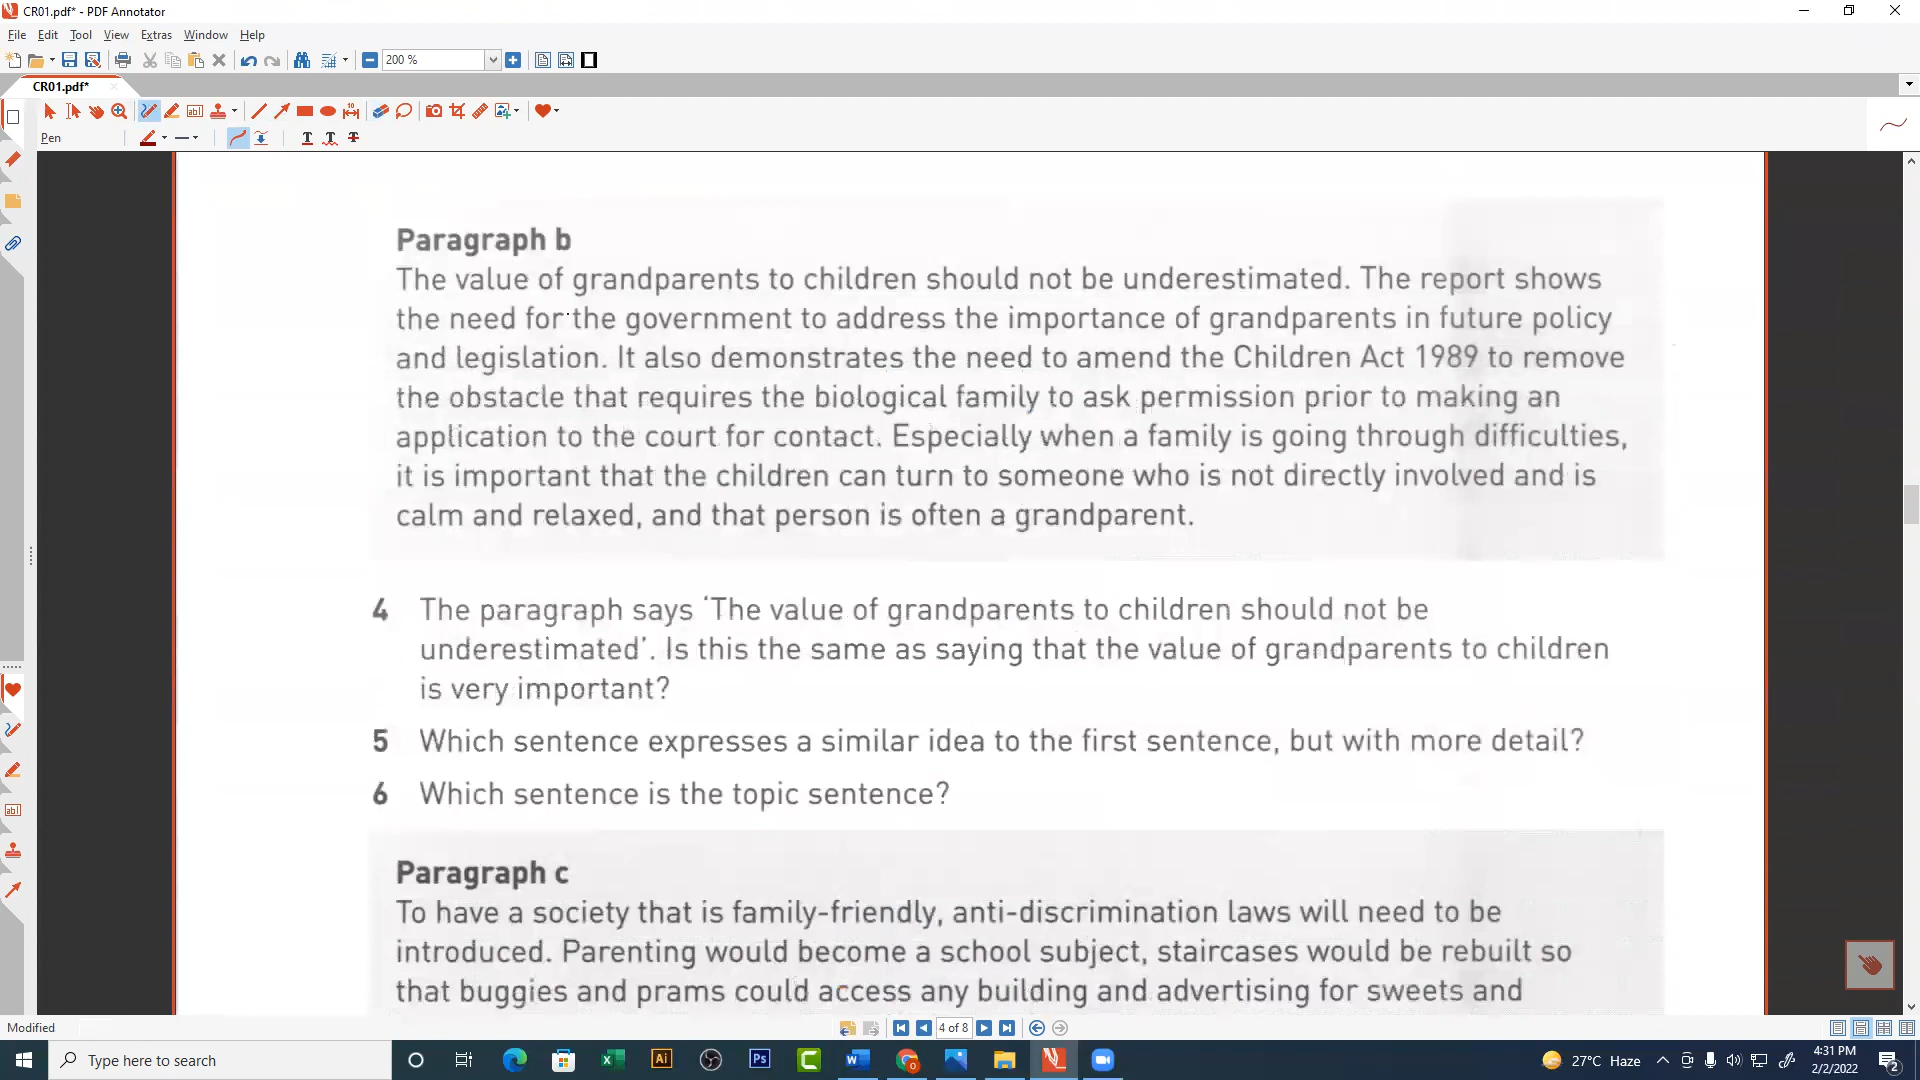 CR01.pdf* - PDF Annotator
File Edit Tool View Extras Window Help
200 %
CR01.pdf*
Pen
Paragraph b
The value of grandparents to children should not be underestimated. The report shows
the need for the government to address the importance of grandparents in future policy
and legislation. It also demonstrates the need to amend the Children Act 1989 to remove
the obstacle that requires the biological family to ask permission prior to making an
application to the court for contact. Especially when a family is going through difficulties,
it is important that the children can turn to someone who is not directly involved and is
calm and relaxed, and that person is often a grandparent.
4 The paragraph says ‘The value of grandparents to children should not be
underestimated’. Is this the same as saying that the value of grandparents to children
is very important?
5 Which sentence expresses a similar idea to the first sentence, but with more detail?
6 Which sentence is the topic sentence?
Paragraph c
To have a society that is family-friendly, anti-discrimination laws will need to be
introduced. Parenting would become a school subject, staircases would be rebuilt so
that buggies and prams could access any building and advertising for sweets and
Modified
4 of 8
Type here to search
Ai
Ps
27°C Haze
4:31 PM
2/2/2022
2